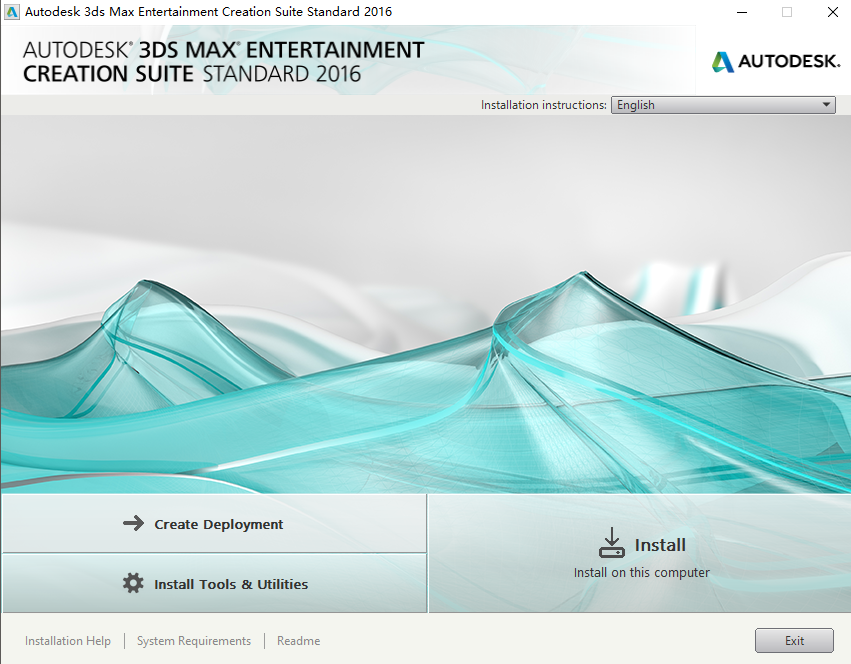 Autodesk 3ds Max Entertainment Creation Suite Standard 2016
AUTODESK® 3DS MAX® ENTERTAINMENT
CREATION SUITE STANDARD 2016
AUTODESK.
Installation instructions: English
Create Deployment
Install Tools & Utilities
Install
Install on this computer
Installation Help | System Requirements | Readme
Exit